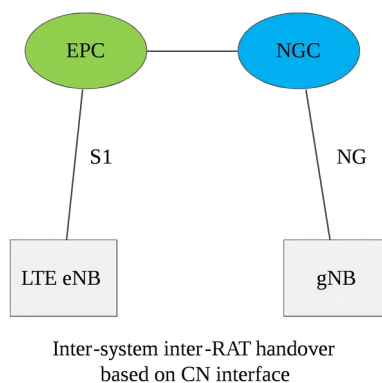 EPC
NGC
S1
NG
LTE eNB
gNB
Inter-system inter-RAT handover
based on CN interface